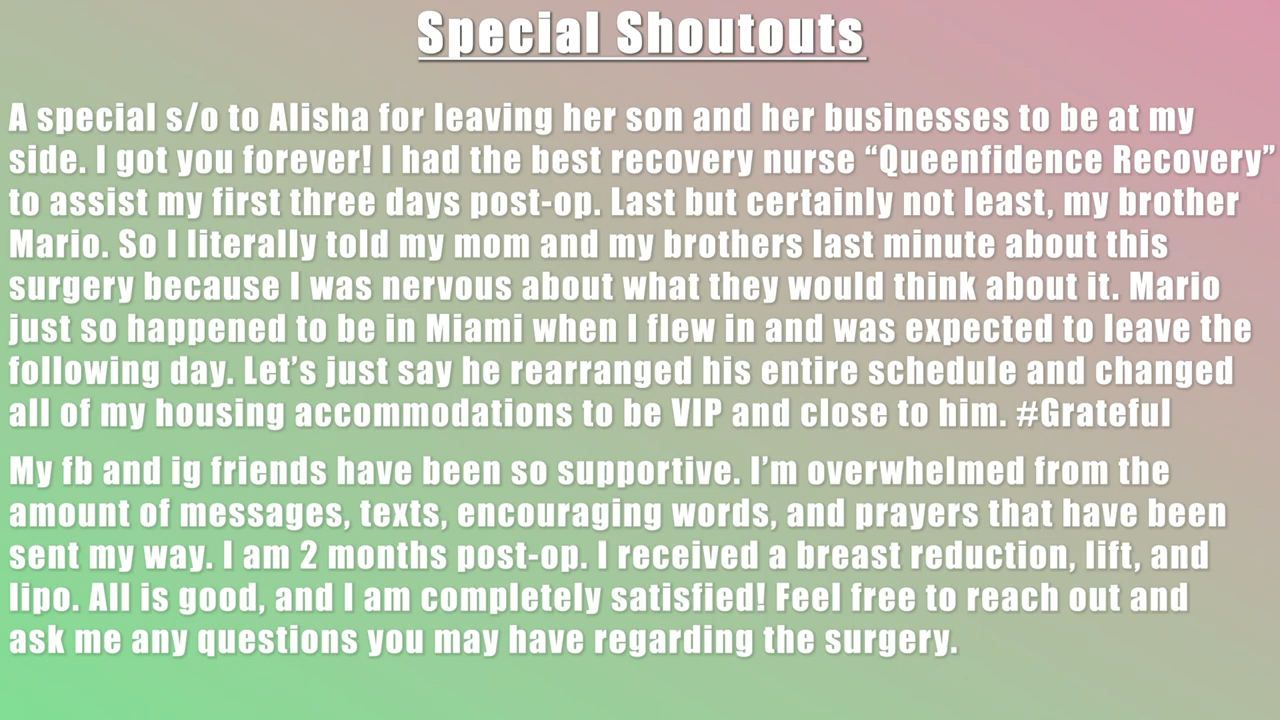 Special Shoutouts
A special s/o to Alisha for leaving her son and her businesses to be at my
side. I got you forever! I had the best recovery nurse “Queenfidence Recovery”
to assist my first three days post-op. Last but certainly not least, my brother
Mario. So I literally told my mom and my brothers last minute about this
surgery because I was nervous about what they would think about it. Mario
just so happened to be in Miami when I flew in and was expected to leave the
following day. Let’s just say he rearranged his entire schedule and changed
all of my housing accommodations to be VIP and close to him. #Grateful
My fb and ig friends have been so supportive. I’m overwhelmed from the
amount of messages, texts, encouraging words, and prayers that have been
sent my way. I am 2 months post-op. I received a breast reduction, lift, and
lipo. All is good, and I am completely satisfied! Feel free to reach out and
ask me any questions you may have regarding the surgery.